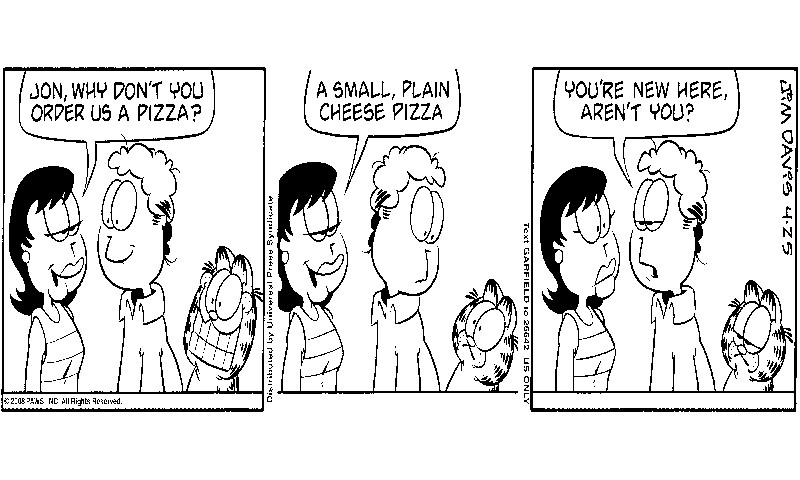 JON, WHY DON'T YOU
ORDER US A PIZZA?
© 2008 PAWS, INC. All Rights Reserved.
Distributed by Universal Press Syndicate
A SMALL, PLAIN
CHEESE PIZZA
Text GARFIELD to 26642 US ONLY
YOU'RE NEW HERE,
AREN'T YOU?
JIM DAVIS 4·25